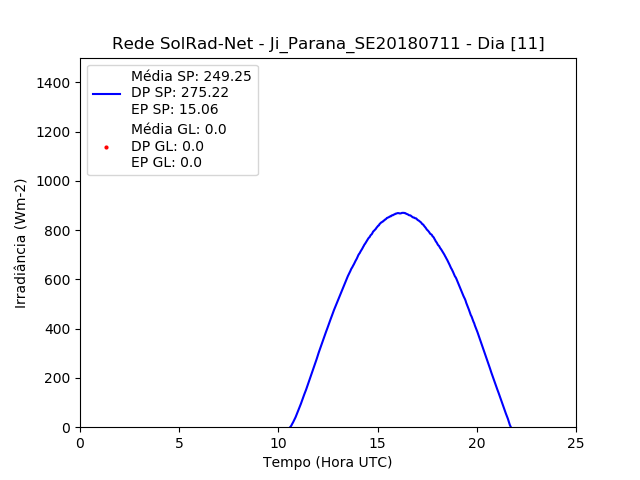 Rede SolRad-Net - Ji_Parana_SE20180711 - Dia [11]
Média SP: 249.25
DP SP: 275.22
EP SP: 15.06
Média GL: 0.0
DP GL: 0.0
EP GL: 0.0
1400
1200
1000
800
600
400
200
0
Irradiância (Wm-2)
0 5 10 15 20 25
Tempo (Hora UTC)